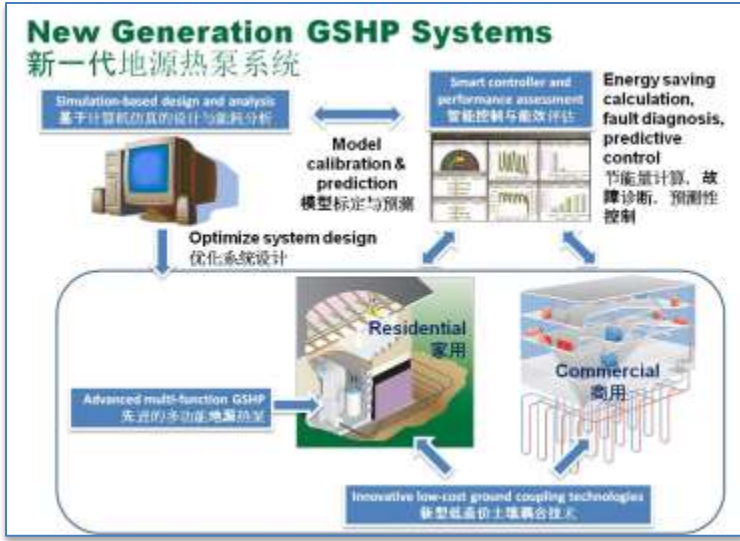 New Generation GSHP Systems
新一代地源热泵系统
Simulation-based design and analysis
基于计算机仿真的设计与能耗分析
Smart controller and
performance assessment
智能控制与能效评估
Energy saving
calculation,
fault diagnosis,
predictive
control
节能量计算，故
障诊断，预测性
控制
Model
calibration &
prediction
模型标定与预测
Optimize system design
优化系统设计
Residential
家用
Commercial
商用
Advanced multi-function GSHP
先进的多功能地源热泵
Innovative low-cost ground coupling technologies
新型低造价土壤耦合技术